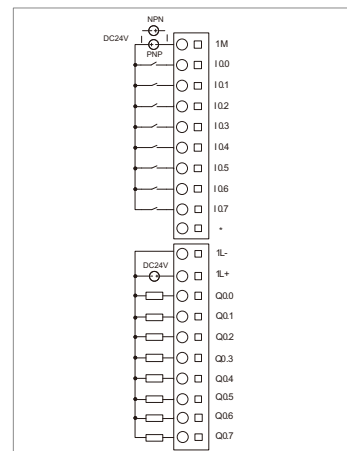 NPN
DC24V
PNP
1M
I0.0
I0.1
I0.2
I0.3
I0.4
I0.5
I0.6
I0.7
*
1L-
DC24V
1L+
Q0.0
Q0.1
Q0.2
Q0.3
Q0.4
Q0.5
Q0.6
Q0.7